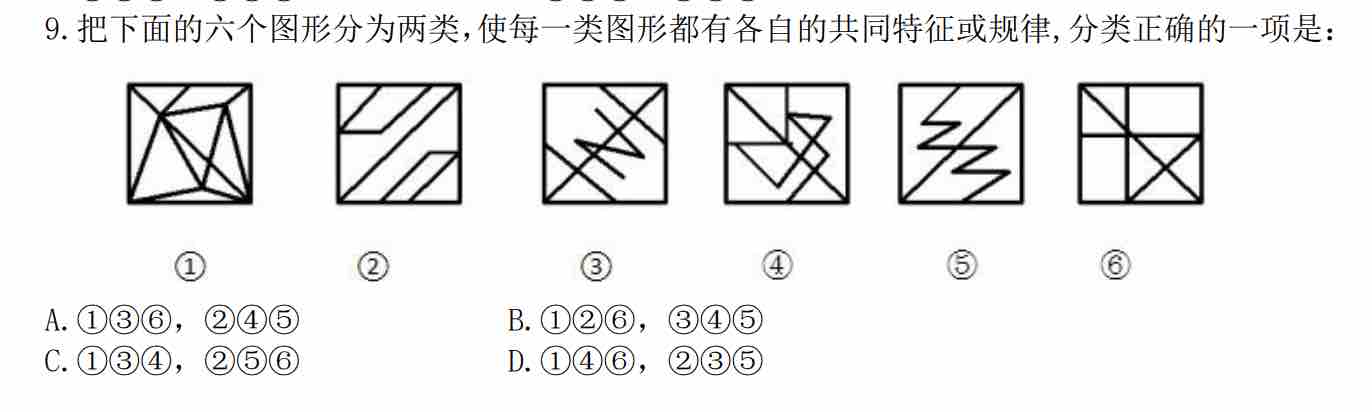 9.把下面的六个图形分为两类,使每一类图形都有各自的共同特征或规律,分类正确的一项是:
① ② ③ ④ ⑤ ⑥
A.①③⑥, ②④⑤ B.①②⑥, ③④⑤
C.①③④, ②⑤⑥ D.①④⑥, ②③⑤